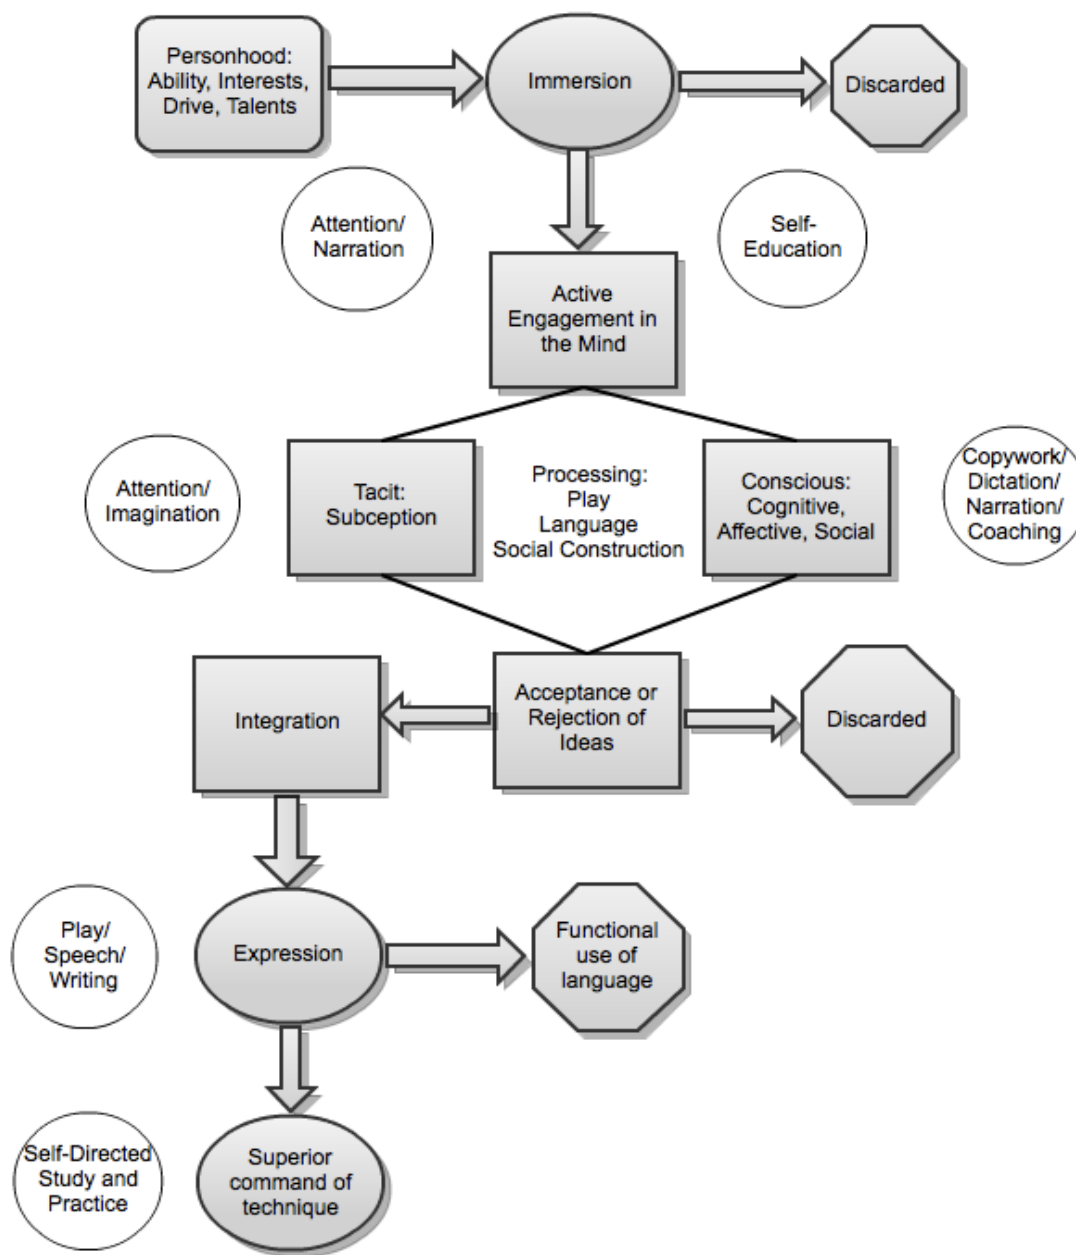 Personhood:
Ability, Interests,
Drive, Talents
Immersion
Discarded
Attention/
Narration
Self-
Education
Active
Engagement in
the Mind
Attention/
Imagination
Tacit:
Subception
Processing:
Play
Language
Social Construction
Conscious:
Cognitive,
Affective, Social
Copywork/
Dictation/
Narration/
Coaching
Integration
Acceptance or
Rejection of
Ideas
Discarded
Play/
Speech/
Writing
Expression
Functional
use of
language
Self-Directed
Study and
Practice
Superior
command of
technique